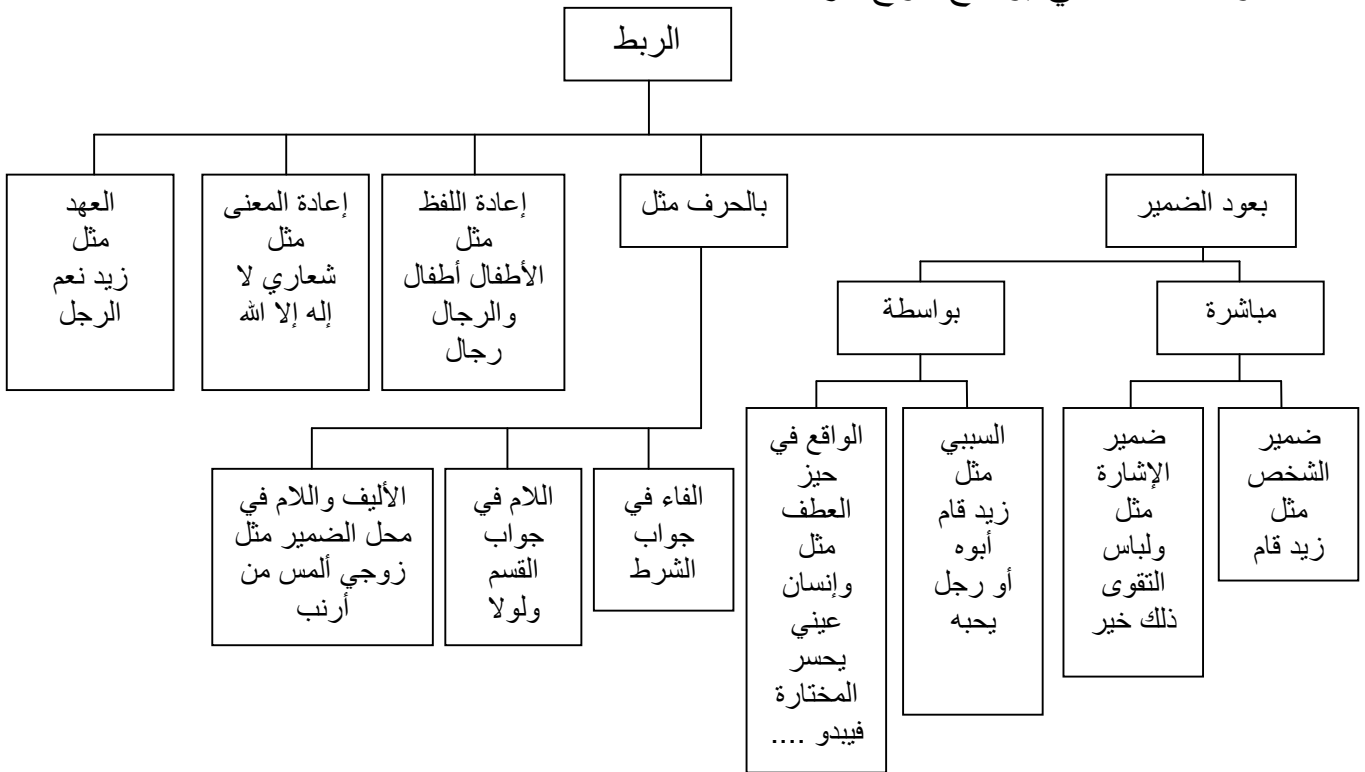 الربط
بعود الضمير
بالحرف مثل
إعادة اللفظ
مثل
الأطفال أطفال
والرجال
رجال
إعادة المعنى
مثل
شعاري لا
إله إلا الله
العهد
مثل
زيد نعم
الرجل
مباشرة
بواسطة
ضمير
الشخص
مثل
زيد قام
ضمير
الإشارة
مثل
ولباس
التقوى
ذلك خير
السببي
مثل
زيد قام
أبوه
أو رجل
يحبه
الواقع في
حيز
العطف
مثل
وإنسان
عيني
يحسر
المختارة
فيبدو ....
الفاء في
جواب
الشرط
اللام في
جواب
القسم
ولولا
الأليف واللام في
محل الضمير مثل
زوجي ألمس من
أرنب